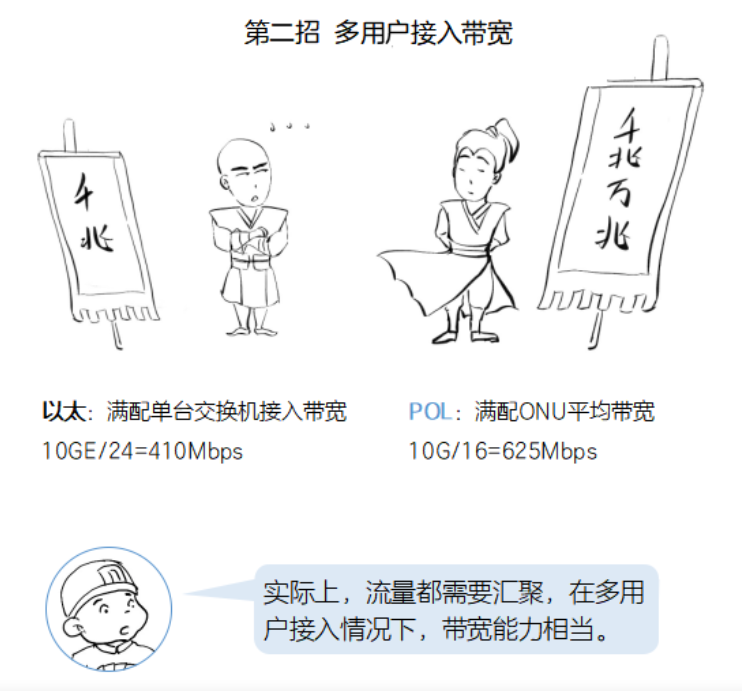 第二招 多用户接入带宽
千兆
千兆万兆
以太：满配单台交换机接入带宽
10GE/24=410Mbps
POL：满配ONU平均带宽
10G/16=625Mbps
实际上，流量都需要汇聚，在多用
户接入情况下，带宽能力相当。